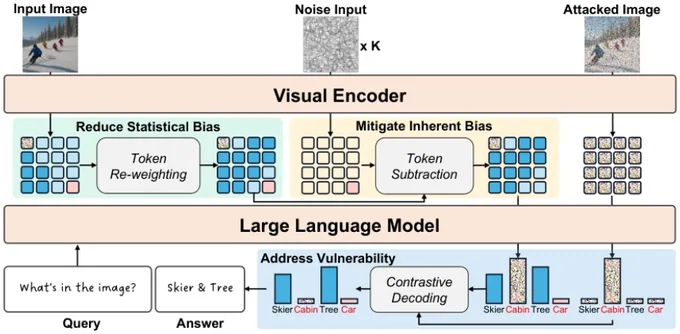 Input Image
Noise Input
Attacked Image
x K
Visual Encoder
Reduce Statistical Bias
Mitigate Inherent Bias
Token
Re-weighting
Token
Subtraction
Large Language Model
Address Vulnerability
What's in the image?
Skier & Tree
Contrastive
Decoding
Skier Cabin Tree Car
Skier Cabin Tree Car
Skier Cabin Tree Car
Query
Answer